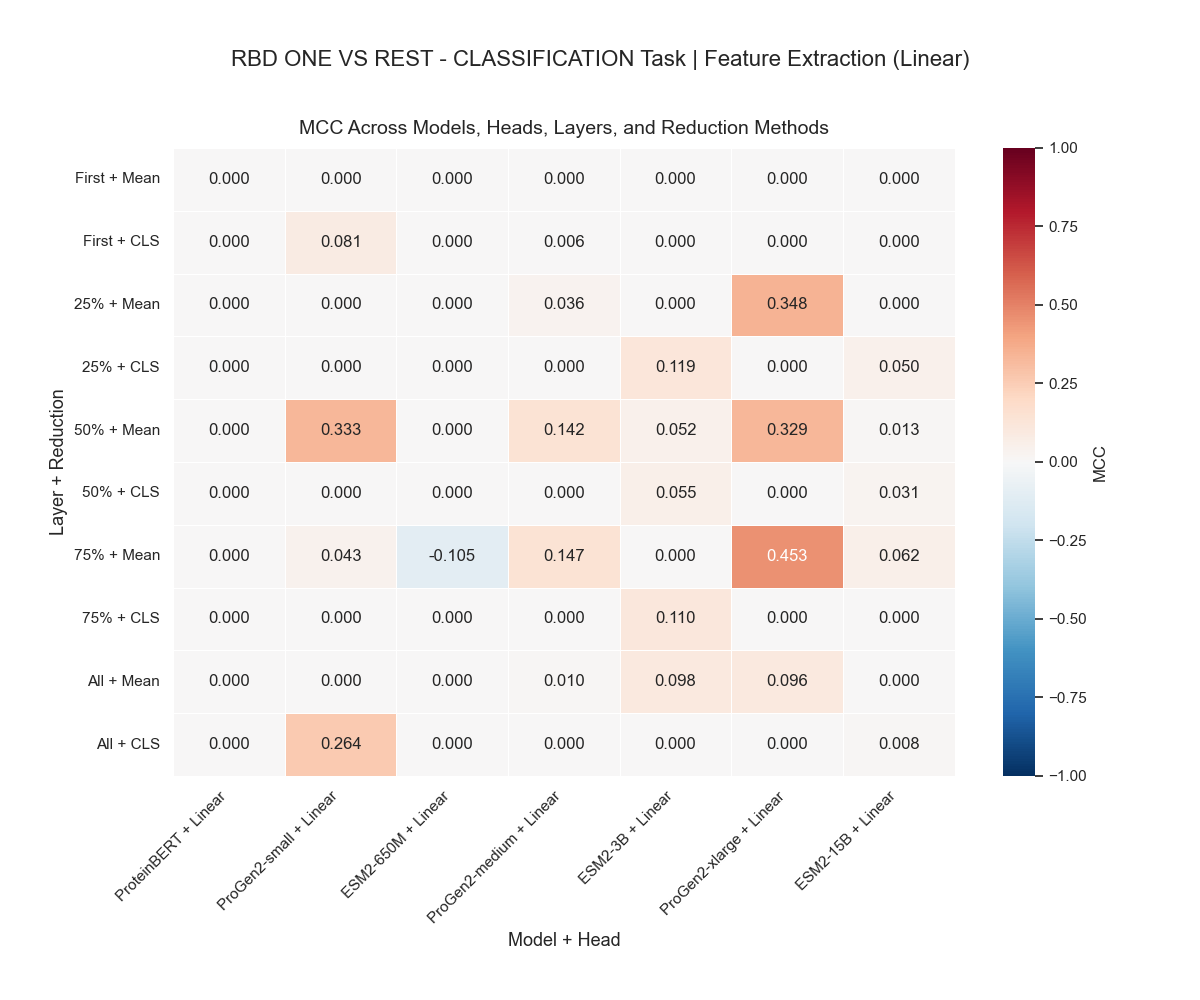 RBD ONE VS REST - CLASSIFICATION Task | Feature Extraction (Linear)
MCC Across Models, Heads, Layers, and Reduction Methods
First + Mean 0.000 0.000 0.000 0.000 0.000 0.000 0.000
First + CLS 0.000 0.081 0.000 0.006 0.000 0.000 0.000
25% + Mean 0.000 0.000 0.000 0.036 0.000 0.348 0.000
25% + CLS 0.000 0.000 0.000 0.000 0.119 0.000 0.050
50% + Mean 0.000 0.333 0.000 0.142 0.052 0.329 0.013
50% + CLS 0.000 0.000 0.000 0.000 0.055 0.000 0.031
75% + Mean 0.000 0.043 -0.105 0.147 0.000 0.453 0.062
75% + CLS 0.000 0.000 0.000 0.000 0.110 0.000 0.000
All + Mean 0.000 0.000 0.000 0.010 0.098 0.096 0.000
All + CLS 0.000 0.264 0.000 0.000 0.000 0.000 0.008
Layer + Reduction
ProteinBERT + Linear
ProGen2-small + Linear
ESM2-650M + Linear
ProGen2-medium + Linear
ESM2-3B + Linear
ProGen2-xlarge + Linear
ESM2-15B + Linear
Model + Head
1.00
0.75
0.50
0.25
0.00
−0.25
−0.50
−0.75
−1.00
MCC